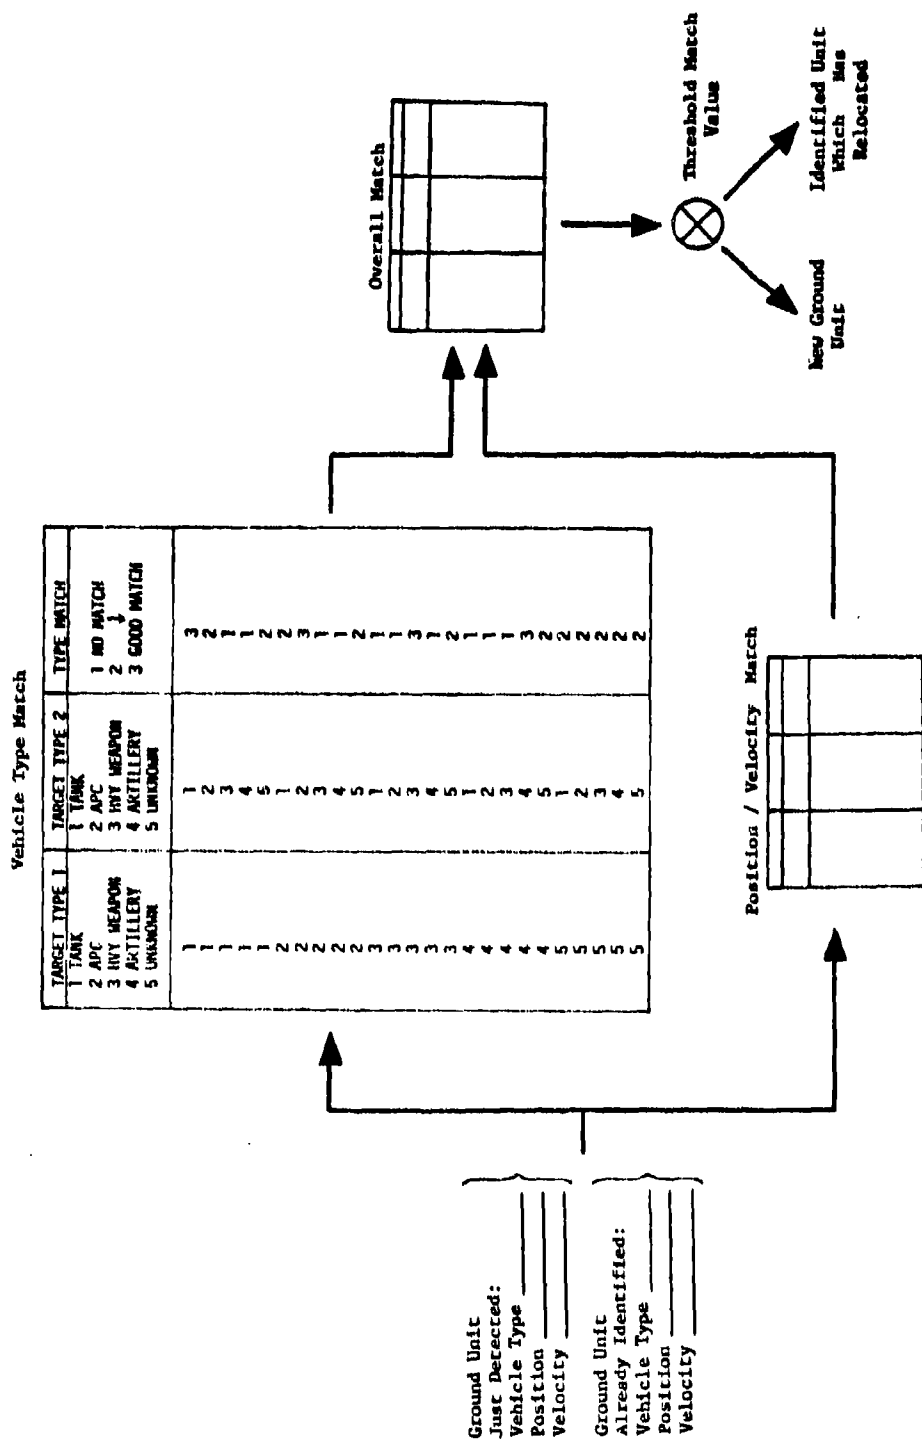 Vehicle Type Match
TARGET TYPE 1 TARGET TYPE 2 TYPE MATCH
1 TANK 1 TANK
2 APC 2 APC 1 NO MATCH
3 HVY WEAPON 3 HVY WEAPON 2 ↓
4 ARTILLERY 4 ARTILLERY 3 GOOD MATCH
5 UNKNOWN 5 UNKNOWN
1 1 3
1 2 2
1 3 1
1 4 1
1 5 2
2 1 2
2 2 3
2 3 1
2 4 1
2 5 2
3 1 1
3 2 1
3 3 3
3 4 1
3 5 2
4 1 1
4 2 1
4 3 1
4 4 3
4 5 2
5 1 2
5 2 2
5 3 2
5 4 2
5 5 2
Ground Unit
Just Detected:
Vehicle Type
Position
Velocity
Ground Unit
Already Identified:
Vehicle Type
Position
Velocity
Position / Velocity Match
Overall Match
Threshold Match
Value
New Ground
Unit
Identified Unit
Which Has
Relocated